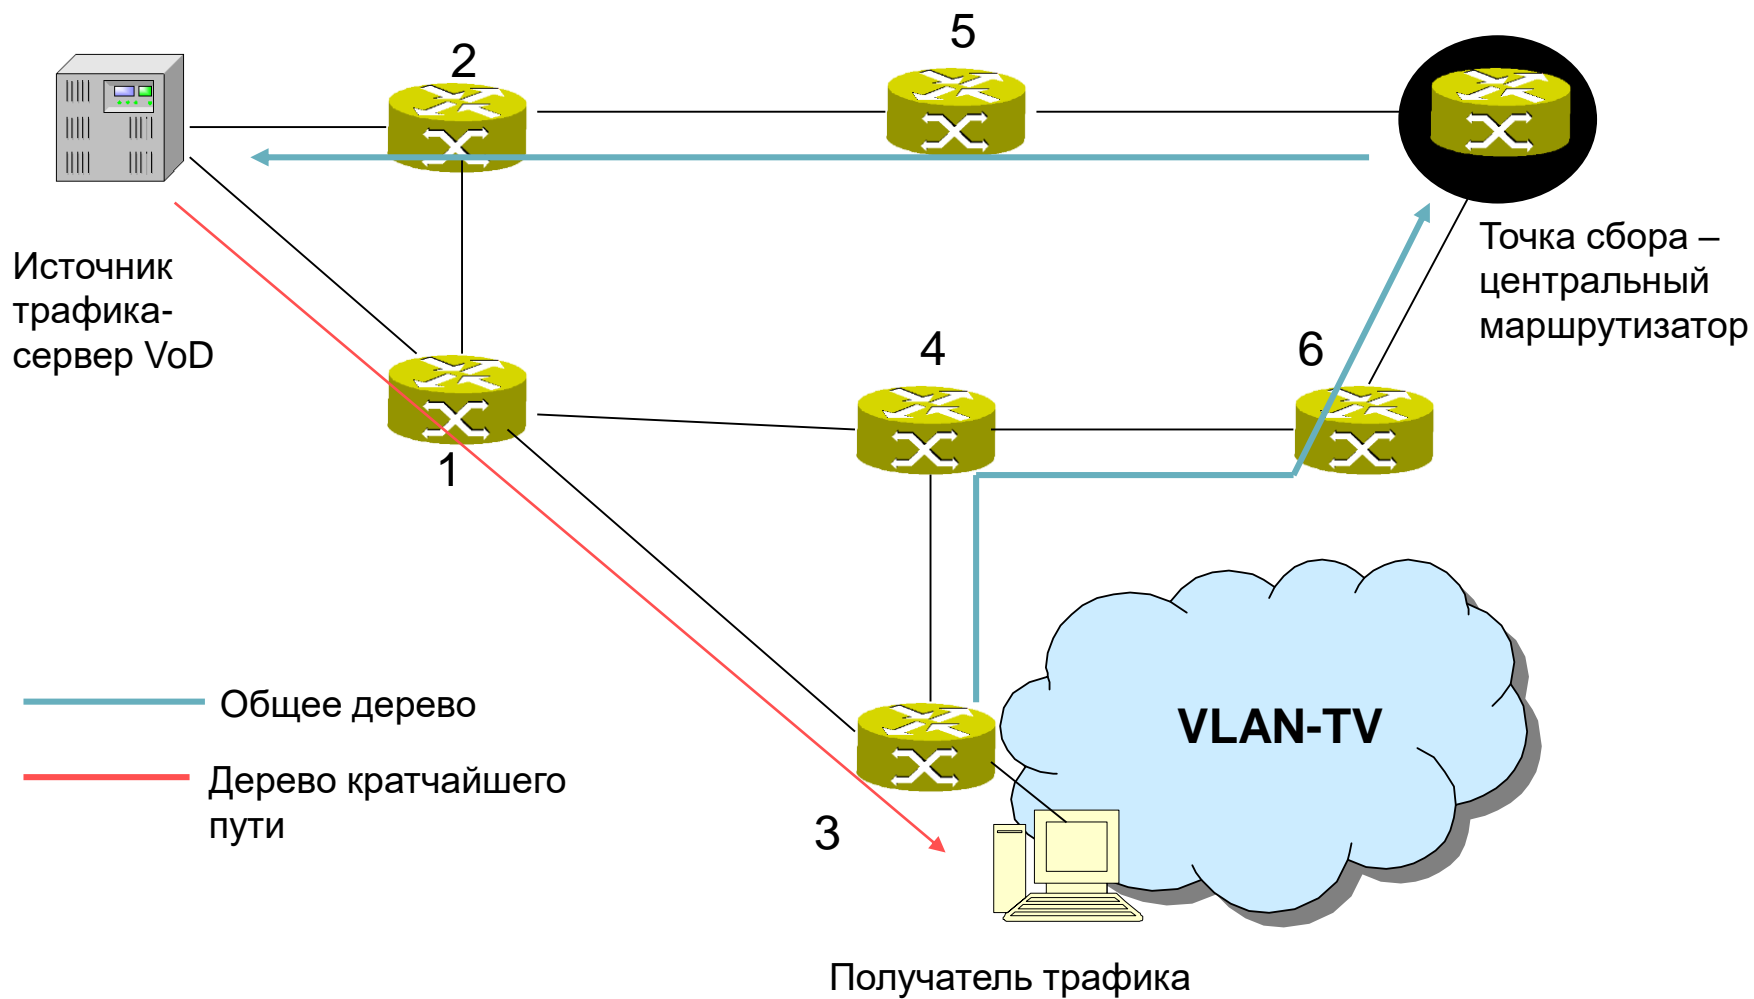 5
2
Источник
трафика-
сервер VoD
Точка сбора –
центральный
маршрутизатор
4
6
1
Общее дерево
VLAN-TV
Дерево кратчайшего
пути
3
Получатель трафика